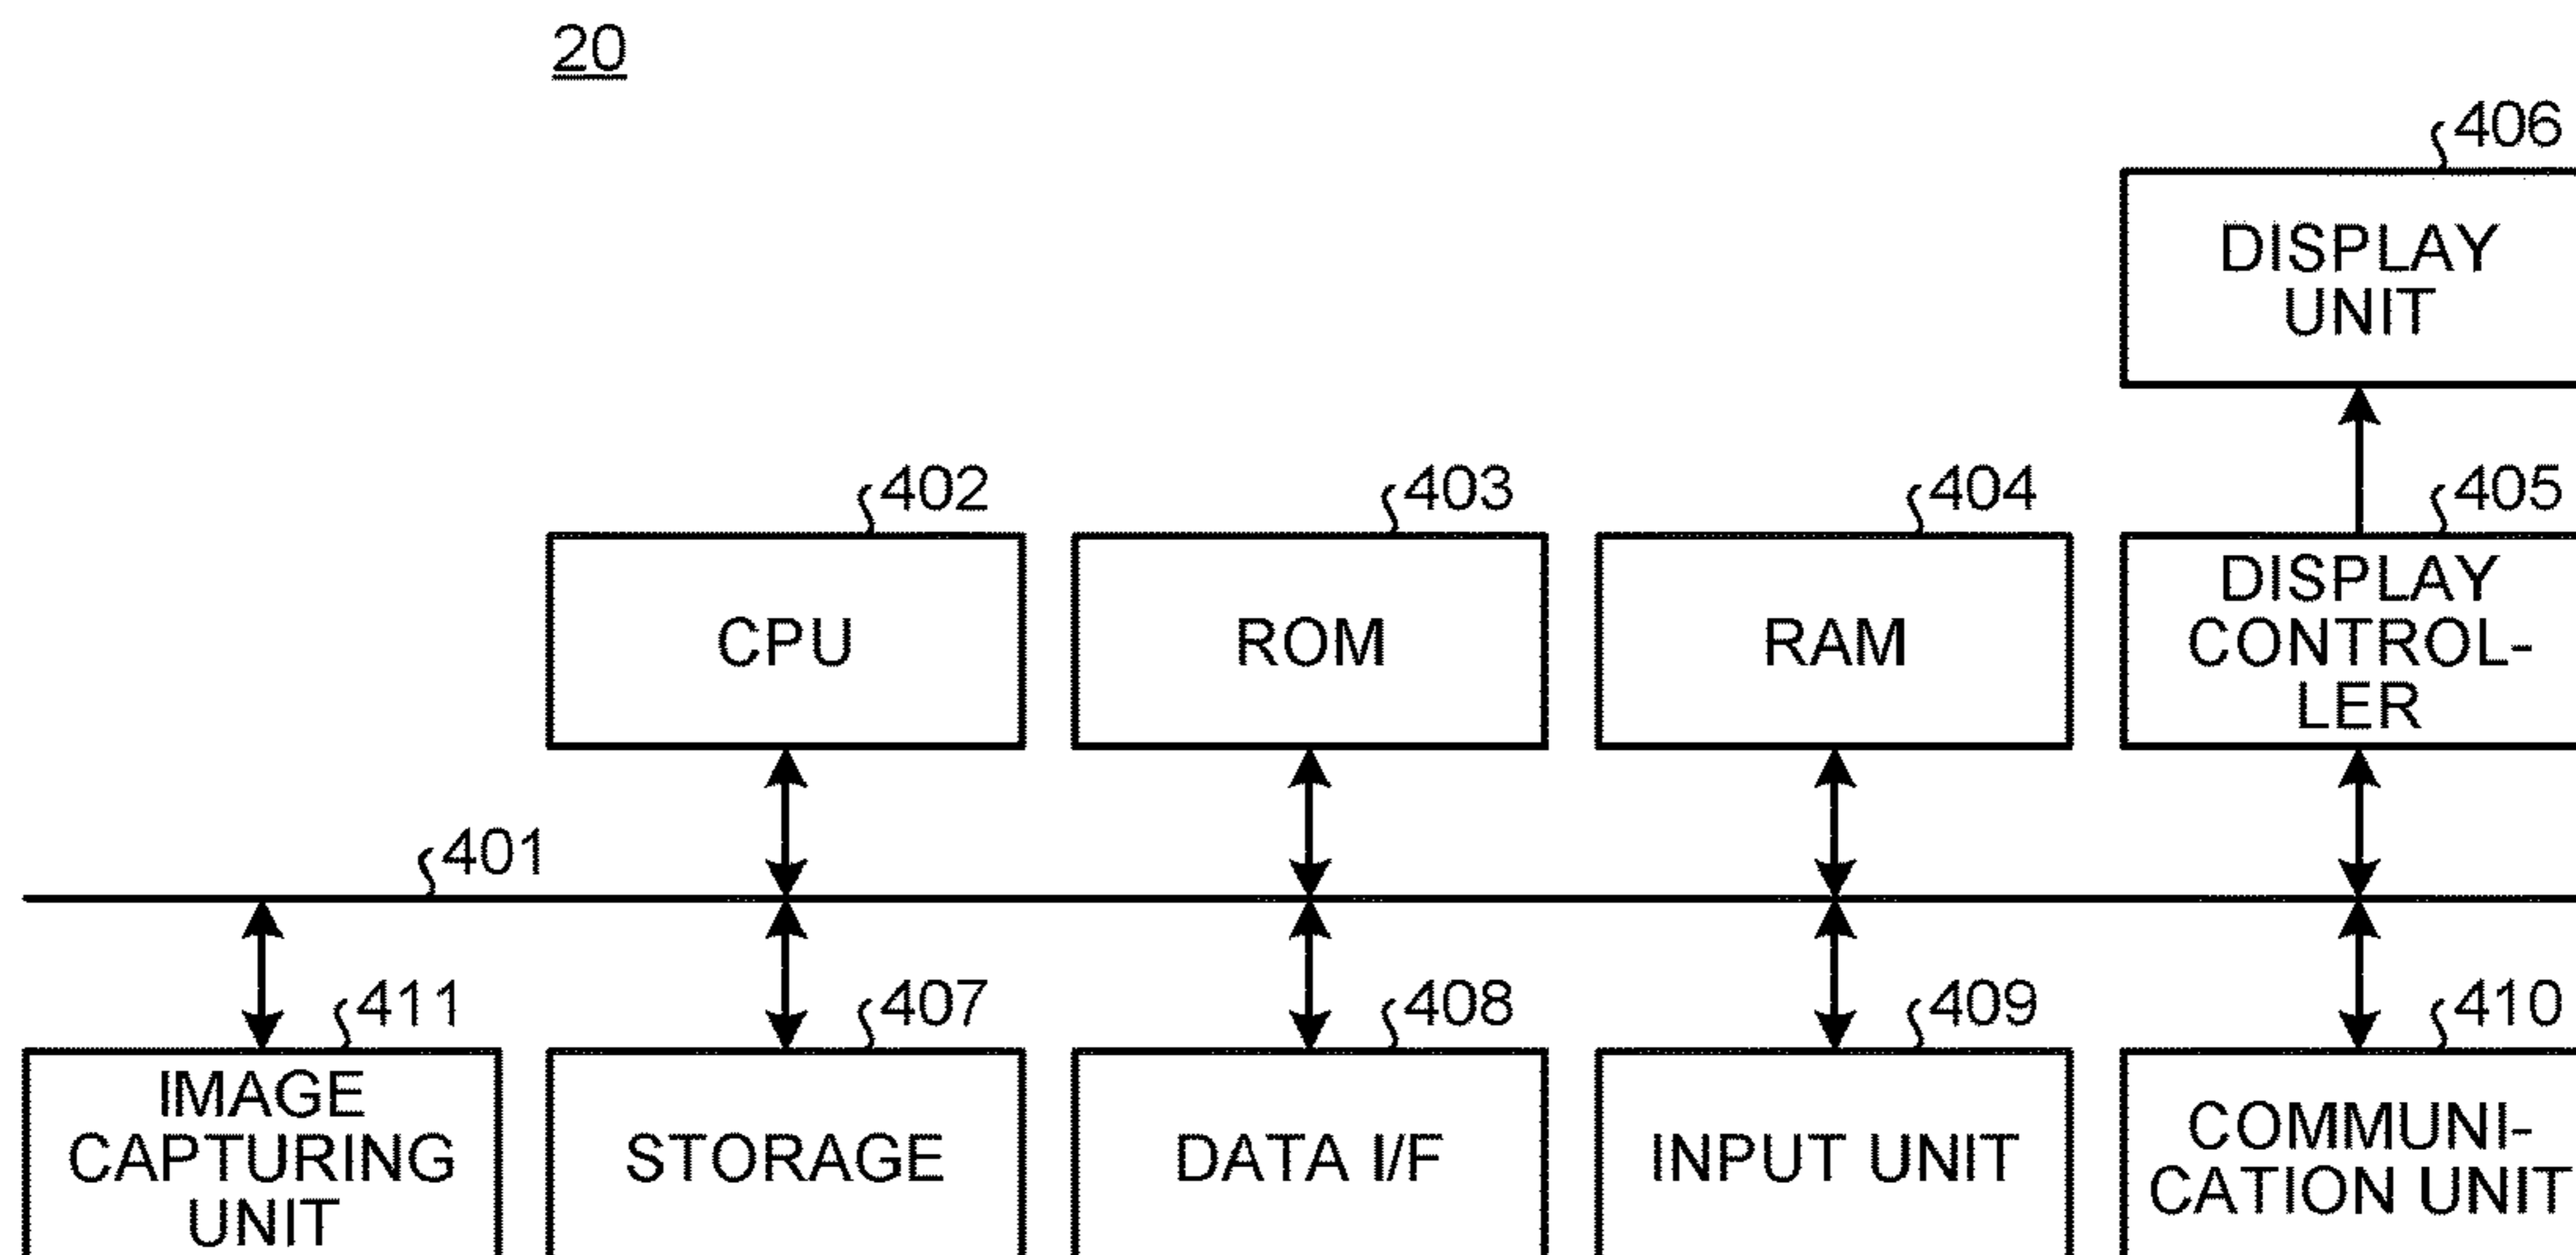 20
406
DISPLAY
UNIT
402
403
404
405
CPU
ROM
RAM
DISPLAY
CONTROL-
LER
401
411
407
408
409
410
IMAGE
CAPTURING
UNIT
STORAGE
DATA I/F
INPUT UNIT
COMMUNI-
CATION UNIT